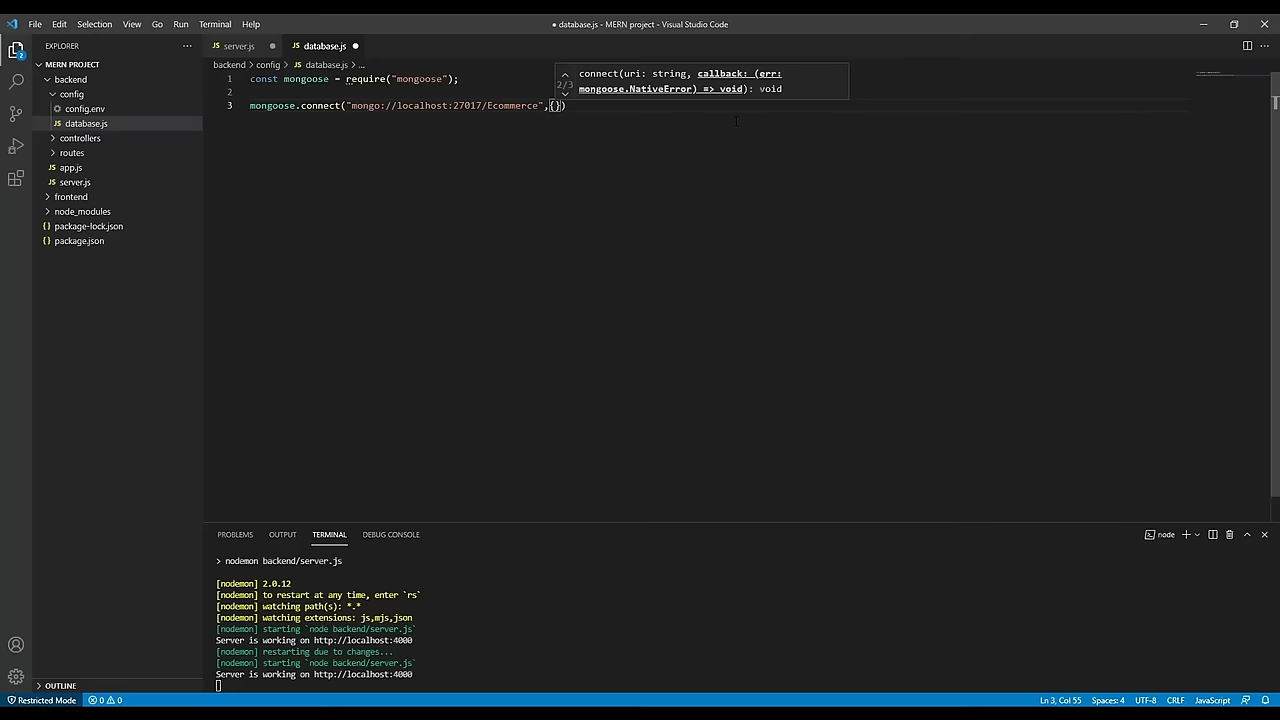 File Edit Selection View Go Run Terminal Help
● database.js - MERN project - Visual Studio Code
EXPLORER
MERN PROJECT
backend
config
config.env
database.js
controllers
routes
app.js
server.js
frontend
node_modules
package-lock.json
package.json
OUTLINE
2
JS server.js ● JS database.js ●
backend > config > JS database.js > ...
1 const mongoose = require("mongoose");
2
3 mongoose.connect("mongo://localhost:27017/Ecommerce",{})
2/3
connect(uri: string, callback: (err:
mongoose.NativeError) => void): void
PROBLEMS OUTPUT TERMINAL DEBUG CONSOLE
node
> nodemon backend/server.js
[nodemon] 2.0.12
[nodemon] to restart at any time, enter `rs`
[nodemon] watching path(s): *.*
[nodemon] watching extensions: js,mjs,json
[nodemon] starting `node backend/server.js`
Server is working on http://localhost:4000
[nodemon] restarting due to changes...
[nodemon] starting `node backend/server.js`
Server is working on http://localhost:4000
Restricted Mode 0 0 Ln 3, Col 55 Spaces: 4 UTF-8 CRLF JavaScript